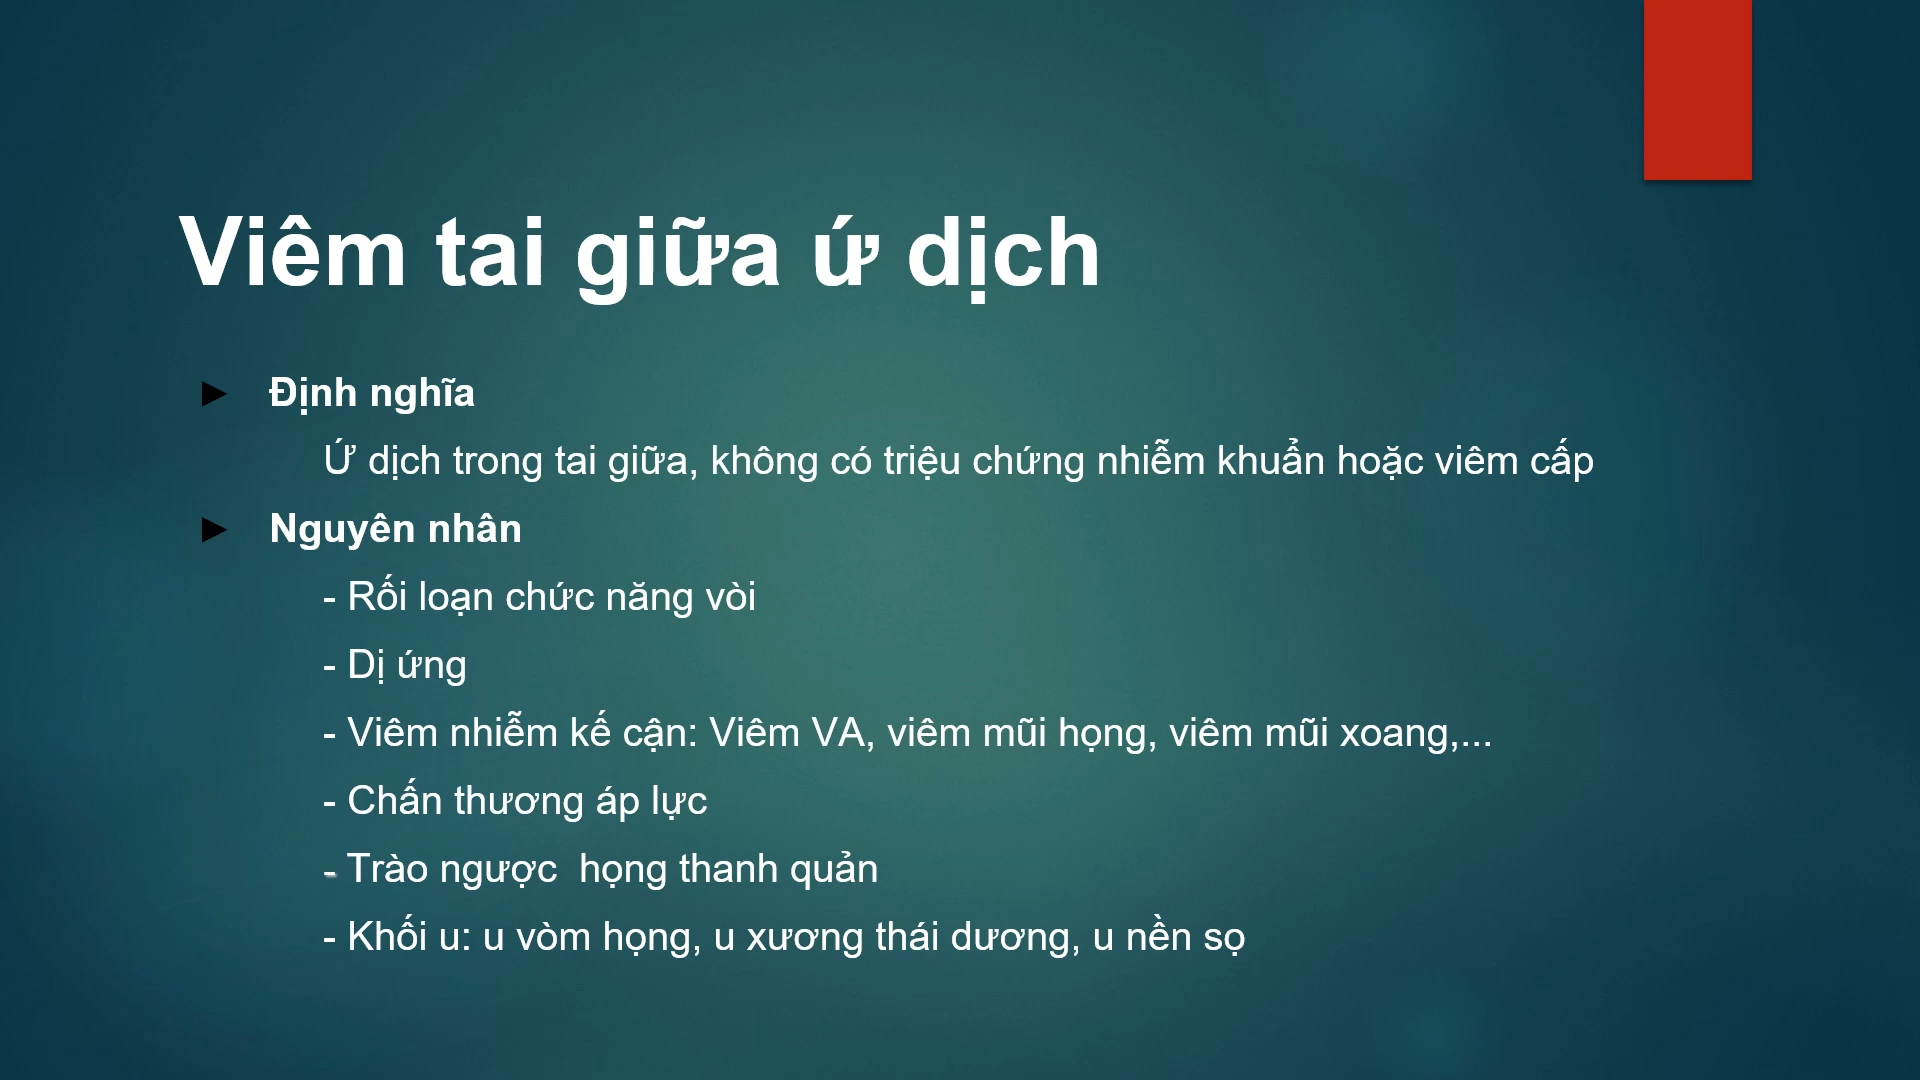 Viêm tai giữa ứ dịch
► Định nghĩa
Ứ dịch trong tai giữa, không có triệu chứng nhiễm khuẩn hoặc viêm cấp
► Nguyên nhân
- Rối loạn chức năng vòi
- Dị ứng
- Viêm nhiễm kế cận: Viêm VA, viêm mũi họng, viêm mũi xoang,...
- Chấn thương áp lực
- Trào ngược  họng thanh quản
- Khối u: u vòm họng, u xương thái dương, u nền sọ